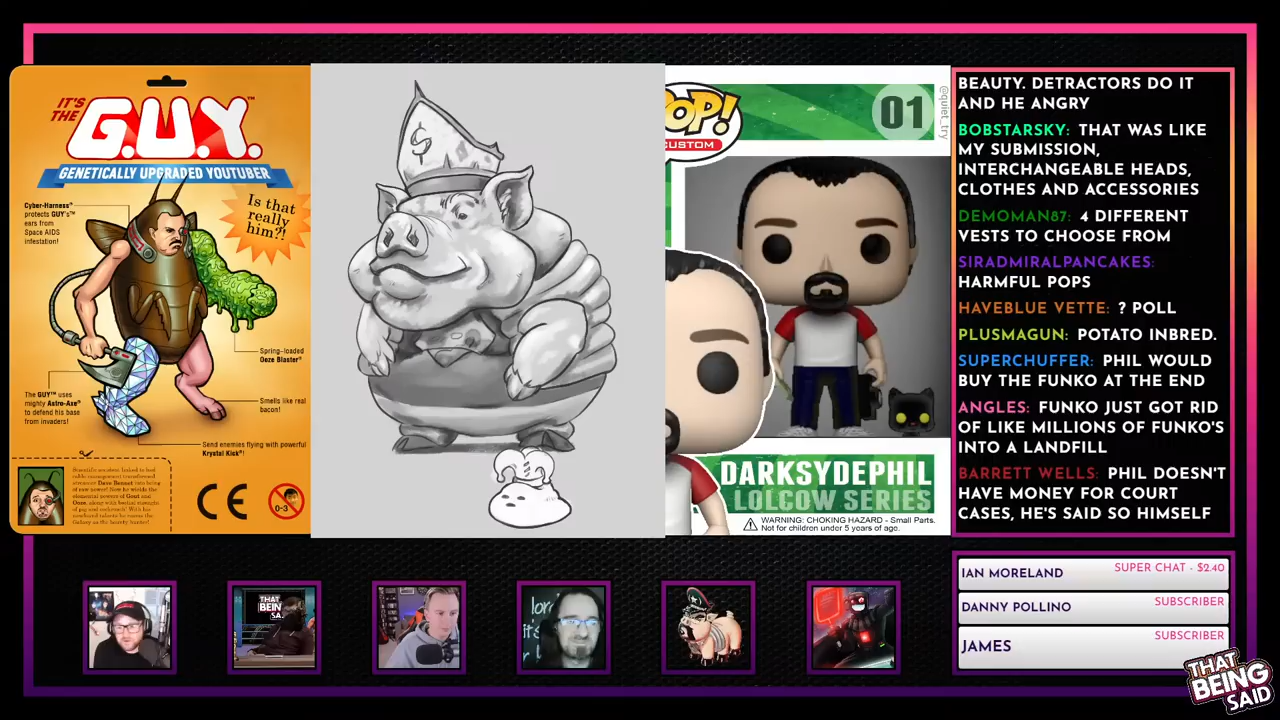 IT'S
THE
G.U.Y.™
GENETICALLY UPGRADED YOUTUBER
Is that
really
him?!
Cyber-Harness®
protects GUY's™
ears from
Space AIDS
infestation!
Spring-loaded
Ooze Blaster®
The GUY™ uses
mighty Astro-Axe®
to defend his base
from invaders!
Smells like real
bacon!
Send enemies flying with powerful
Krystal Kick®!
CE
0-3
$
POP!
CUSTOM
01
@quiet_try
DARKSYDEPHIL
LOLCOW SERIES
WARNING: CHOKING HAZARD - Small Parts.
Not for children under 5 years of age.
BEAUTY. DETRACTORS DO IT
AND HE ANGRY
BOBSTARSKY: THAT WAS LIKE
MY SUBMISSION,
INTERCHANGEABLE HEADS,
CLOTHES AND ACCESSORIES
DEMOMAN87: 4 DIFFERENT
VESTS TO CHOOSE FROM
SIRADMIRALPANCAKES:
HARMFUL POPS
HAVEBLUE VETTE: ? POLL
PLUSMAGUN: POTATO INBRED.
SUPERCHUFFER: PHIL WOULD
BUY THE FUNKO AT THE END
ANGLES: FUNKO JUST GOT RID
OF LIKE MILLIONS OF FUNKO'S
INTO A LANDFILL
BARRETT WELLS: PHIL DOESN'T
HAVE MONEY FOR COURT
CASES, HE'S SAID SO HIMSELF
IAN MORELAND SUPER CHAT - $2.40
DANNY POLLINO SUBSCRIBER
JAMES SUBSCRIBER
THAT
BEING
SAID